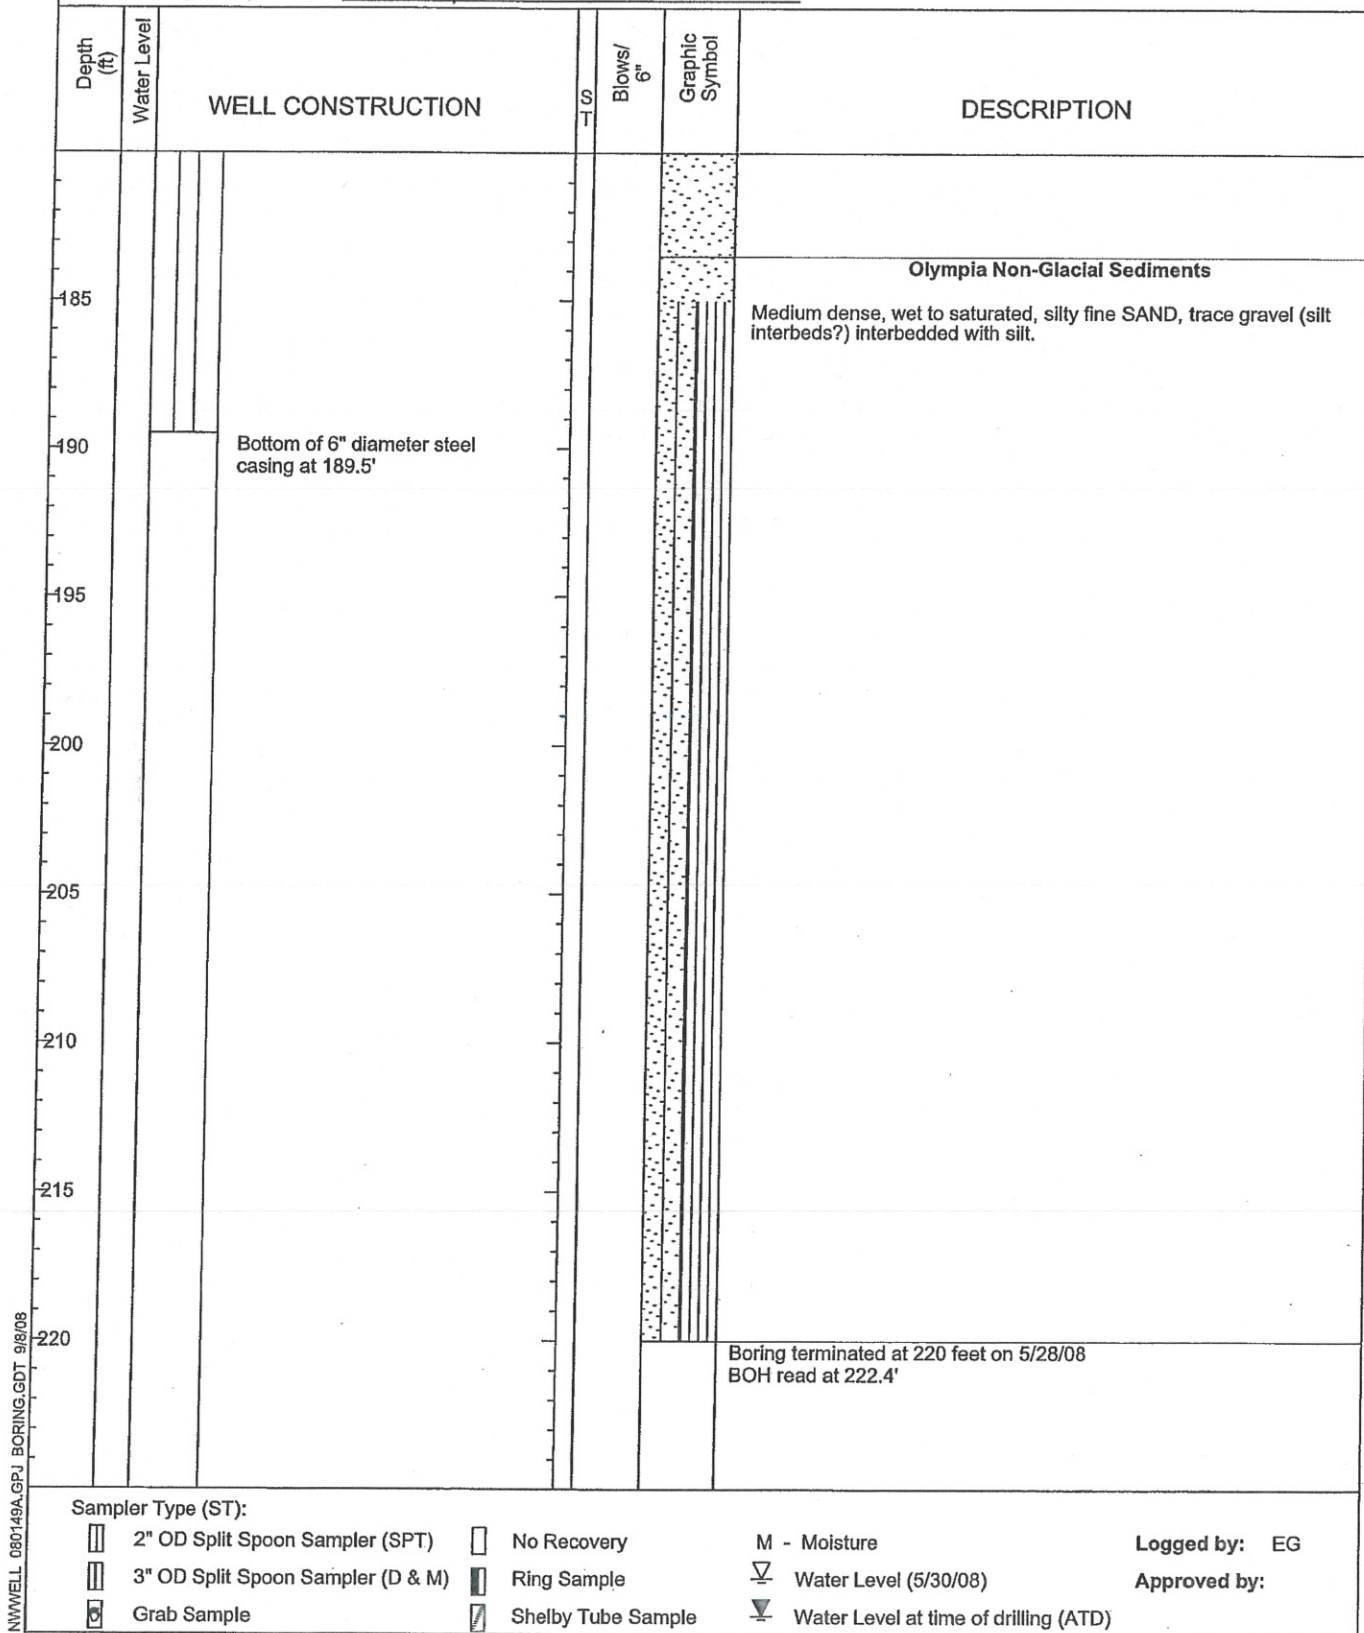 Depth (ft)
Water Level
WELL CONSTRUCTION
S T
Blows/ 6"
Graphic Symbol
DESCRIPTION
Olympia Non-Glacial Sediments
185
Medium dense, wet to saturated, silty fine SAND, trace gravel (silt
interbeds?) interbedded with silt.
190
Bottom of 6" diameter steel
casing at 189.5'
195
200
205
210
215
220
Boring terminated at 220 feet on 5/28/08
BOH read at 222.4'
NWWELL 080149A.GPJ BORING.GDT 9/8/08
Sampler Type (ST):
2" OD Split Spoon Sampler (SPT)
No Recovery
M - Moisture
Logged by: EG
3" OD Split Spoon Sampler (D & M)
Ring Sample
Water Level (5/30/08)
Approved by:
Grab Sample
Shelby Tube Sample
Water Level at time of drilling (ATD)